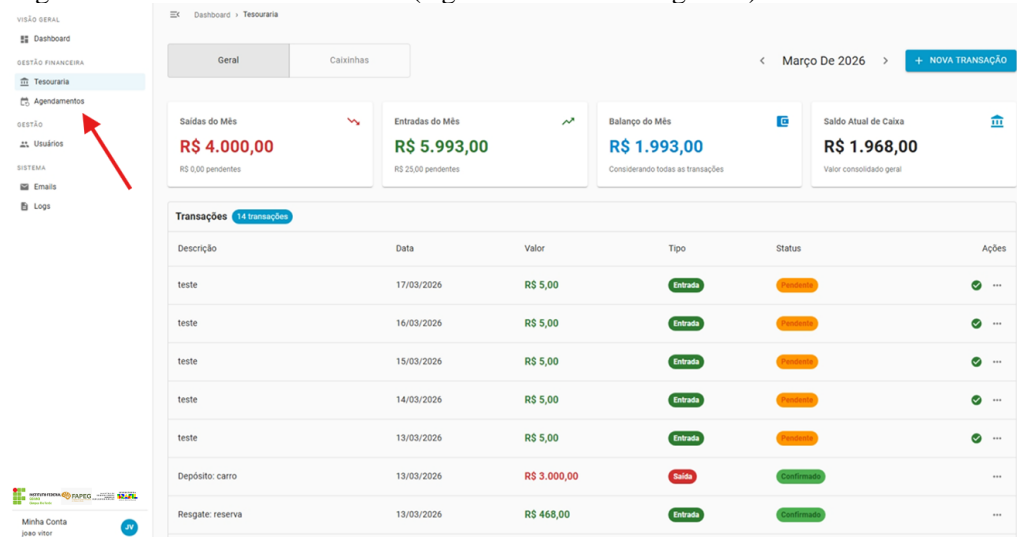 VISÃO GERAL
Dashboard
GESTÃO FINANCEIRA
Tesouraria
Agendamentos
GESTÃO
Usuários
SISTEMA
Emails
Logs
FAPEG
Minha Conta
joao vitor
JV
Dashboard › Tesouraria
Geral
Caixinhas
< Março De 2026 >
+ NOVA TRANSAÇÃO
Saídas do Mês
R$ 4.000,00
R$ 0,00 pendentes
Entradas do Mês
R$ 5.993,00
R$ 25,00 pendentes
Balanço do Mês
R$ 1.993,00
Considerando todas as transações
Saldo Atual de Caixa
R$ 1.968,00
Valor consolidado geral
Transações 14 transações
Descrição Data Valor Tipo Status Ações
teste 17/03/2026 R$ 5,00 Entrada Pendente
teste 16/03/2026 R$ 5,00 Entrada Pendente
teste 15/03/2026 R$ 5,00 Entrada Pendente
teste 14/03/2026 R$ 5,00 Entrada Pendente
teste 13/03/2026 R$ 5,00 Entrada Pendente
Depósito: carro 13/03/2026 R$ 3.000,00 Saída Confirmado
Resgate: reserva 13/03/2026 R$ 468,00 Entrada Confirmado